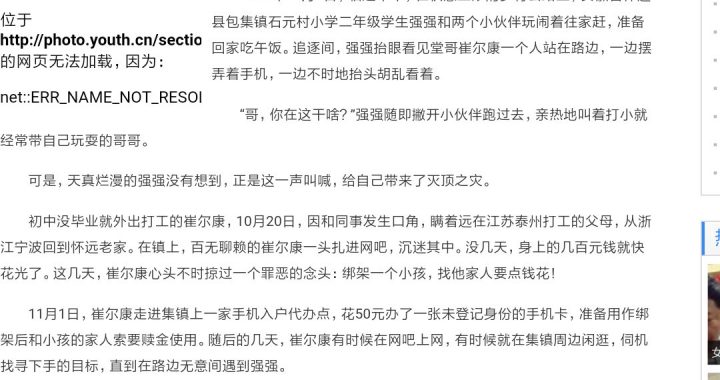 位于
http://photo.youth.cn/sectio
的网页无法加载，因为：
net::ERR_NAME_NOT_RESOL
县包集镇石元村小学二年级学生强强和两个小伙伴玩闹着往家赶，准备
回家吃午饭。追逐间，强强抬眼看见堂哥崔尔康一个人站在路边，一边摆
弄着手机，一边不时地抬头胡乱看着。
“哥，你在这干啥？”强强随即撇开小伙伴跑过去，亲热地叫着打小就
经常带自己玩耍的哥哥。
可是，天真烂漫的强强没有想到，正是这一声叫喊，给自己带来了灭顶之灾。
初中没毕业就外出打工的崔尔康，10月20日，因和同事发生口角，瞒着远在江苏泰州打工的父母，从浙
江宁波回到怀远老家。在镇上，百无聊赖的崔尔康一头扎进网吧，沉迷其中。没几天，身上的几百元钱就快
花光了。这几天，崔尔康心头不时掠过一个罪恶的念头：绑架一个小孩，找他家人要点钱花！
11月1日，崔尔康走进集镇上一家手机入户代办点，花50元办了一张未登记身份的手机卡，准备用作绑
架后和小孩的家人索要赎金使用。随后的几天，崔尔康有时候在网吧上网，有时候就在集镇周边闲逛，伺机
找寻下手的目标，直到在路边无意间遇到强强。